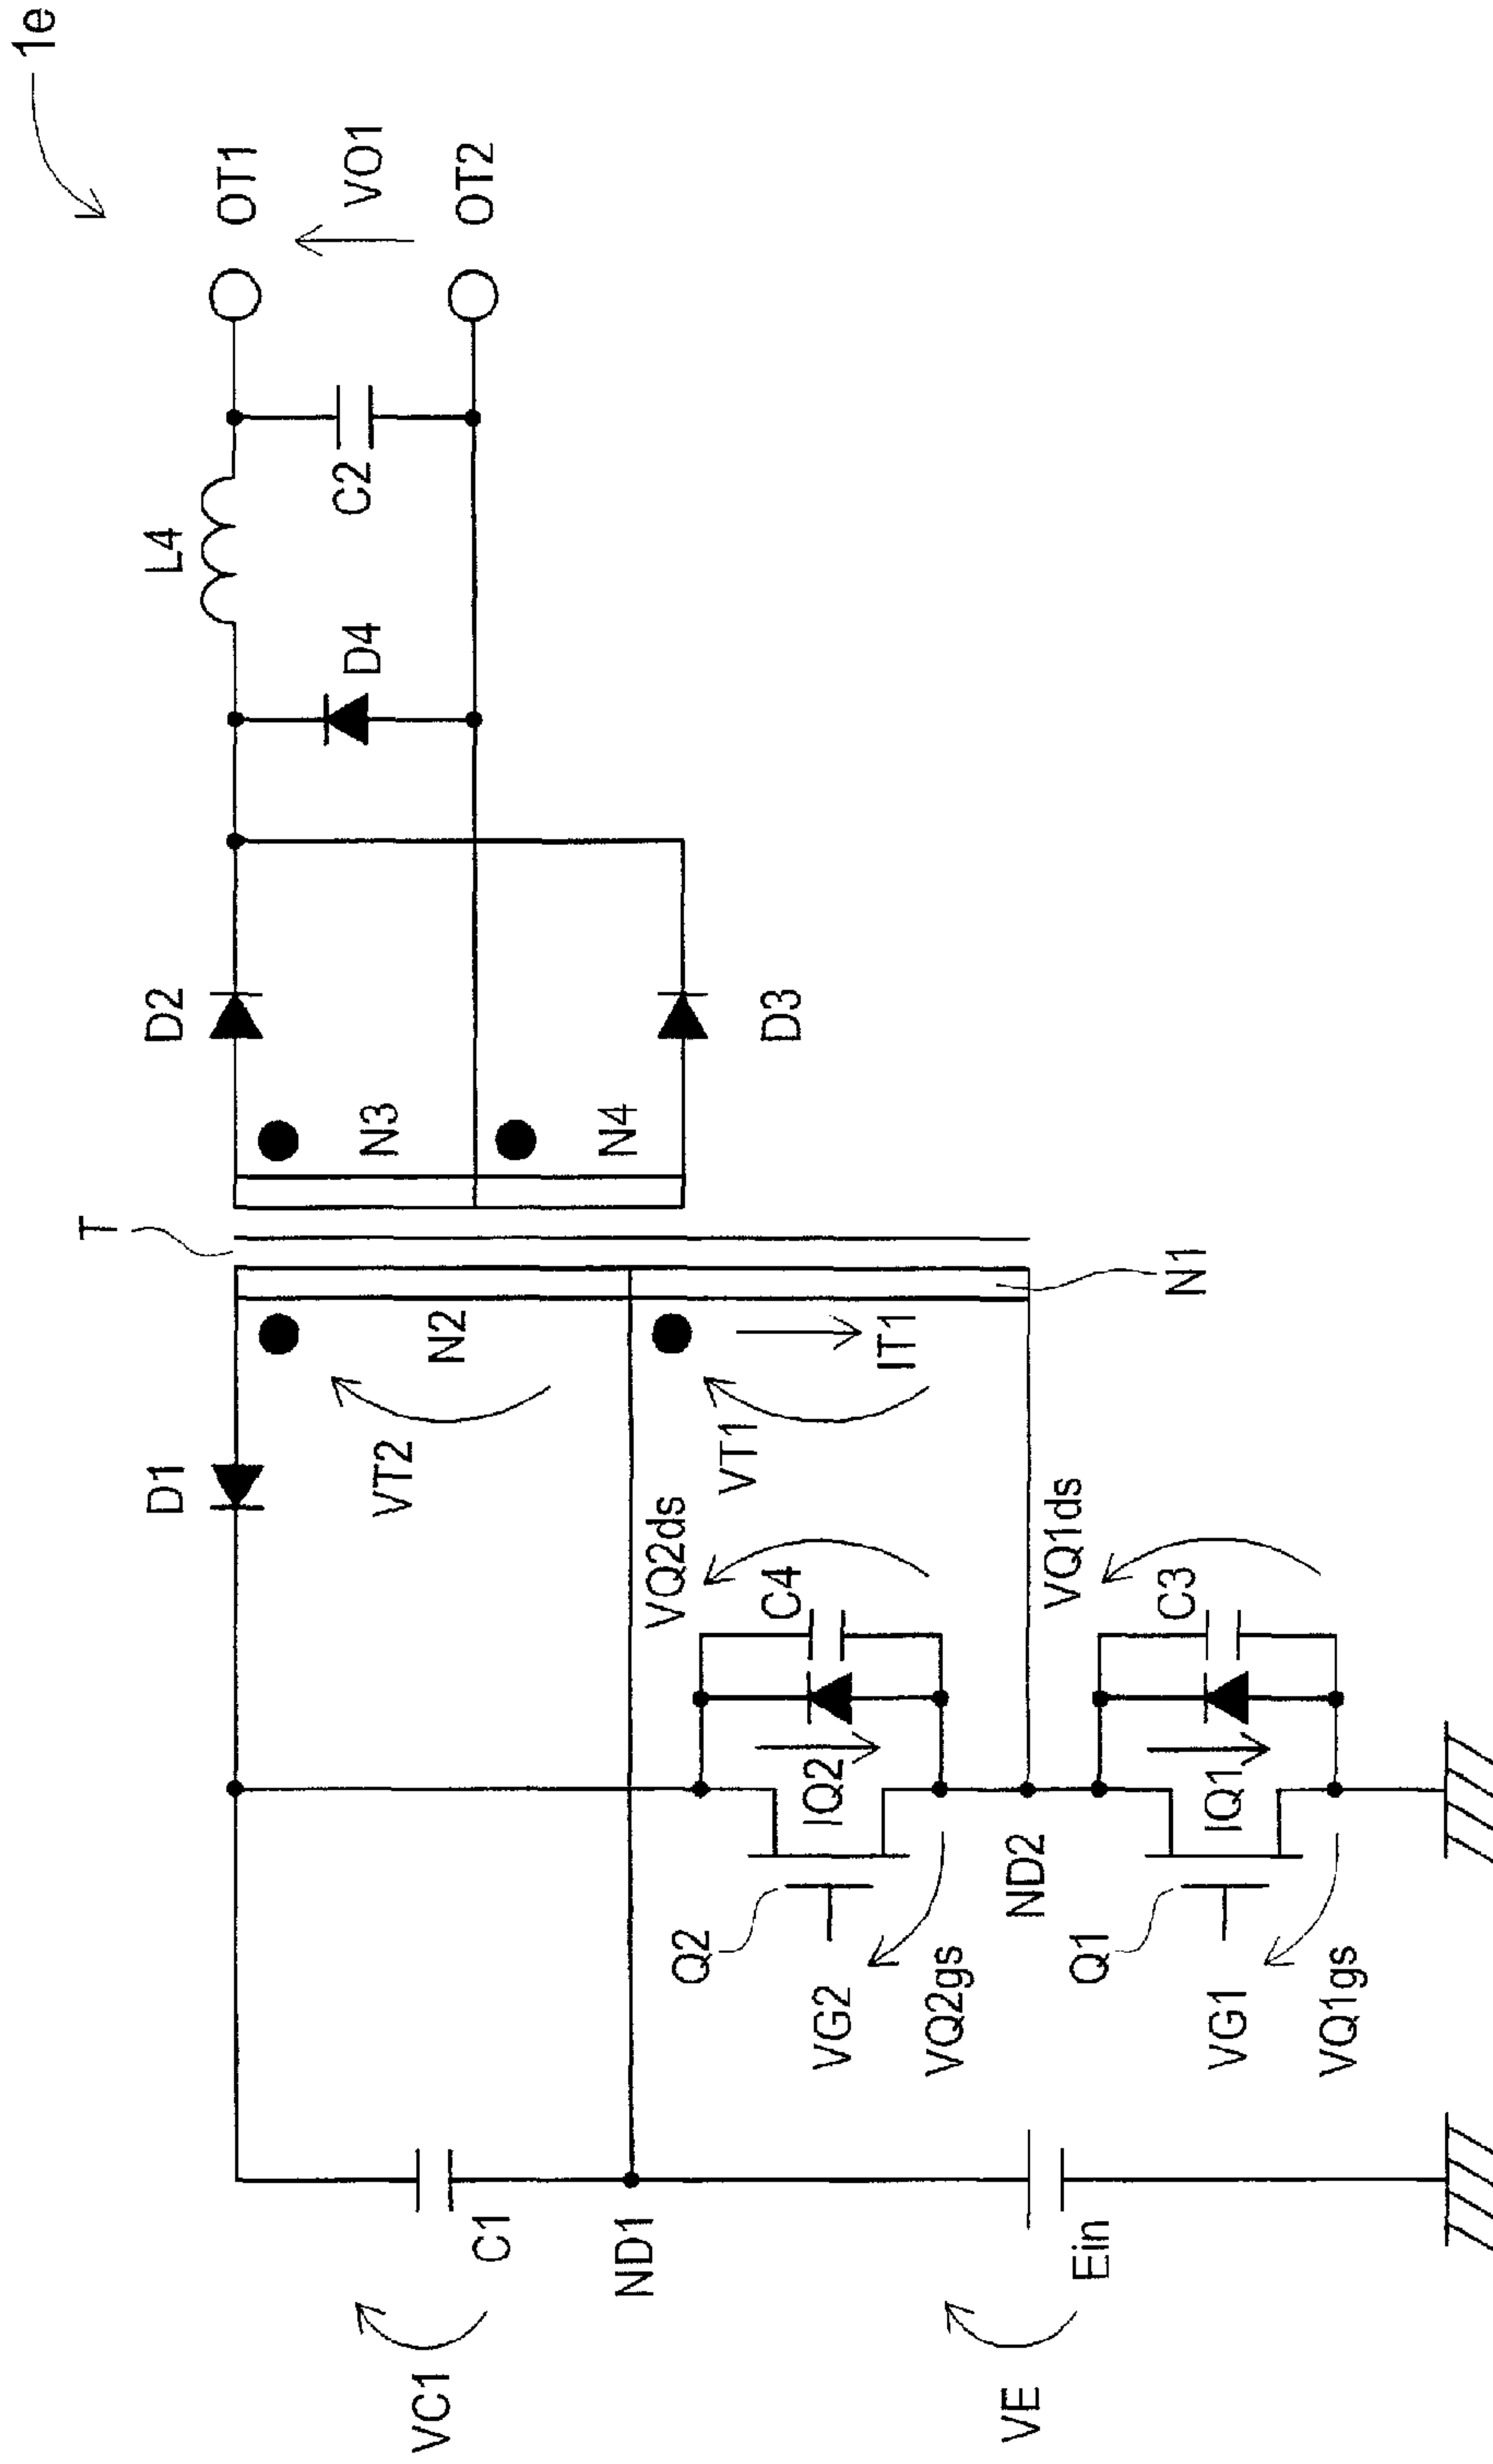 1e
OT1
VO1
OT2
L4
C2
D4
D2
D3
N3
N4
T
N1
N2
IT1
VT2
VT1
D1
VQ2ds
C4
VQ1ds
C3
IQ2
IQ1
ND2
Q2
VG2
VQ2gs
Q1
VG1
VQ1gs
C1
ND1
Ein
VC1
VE